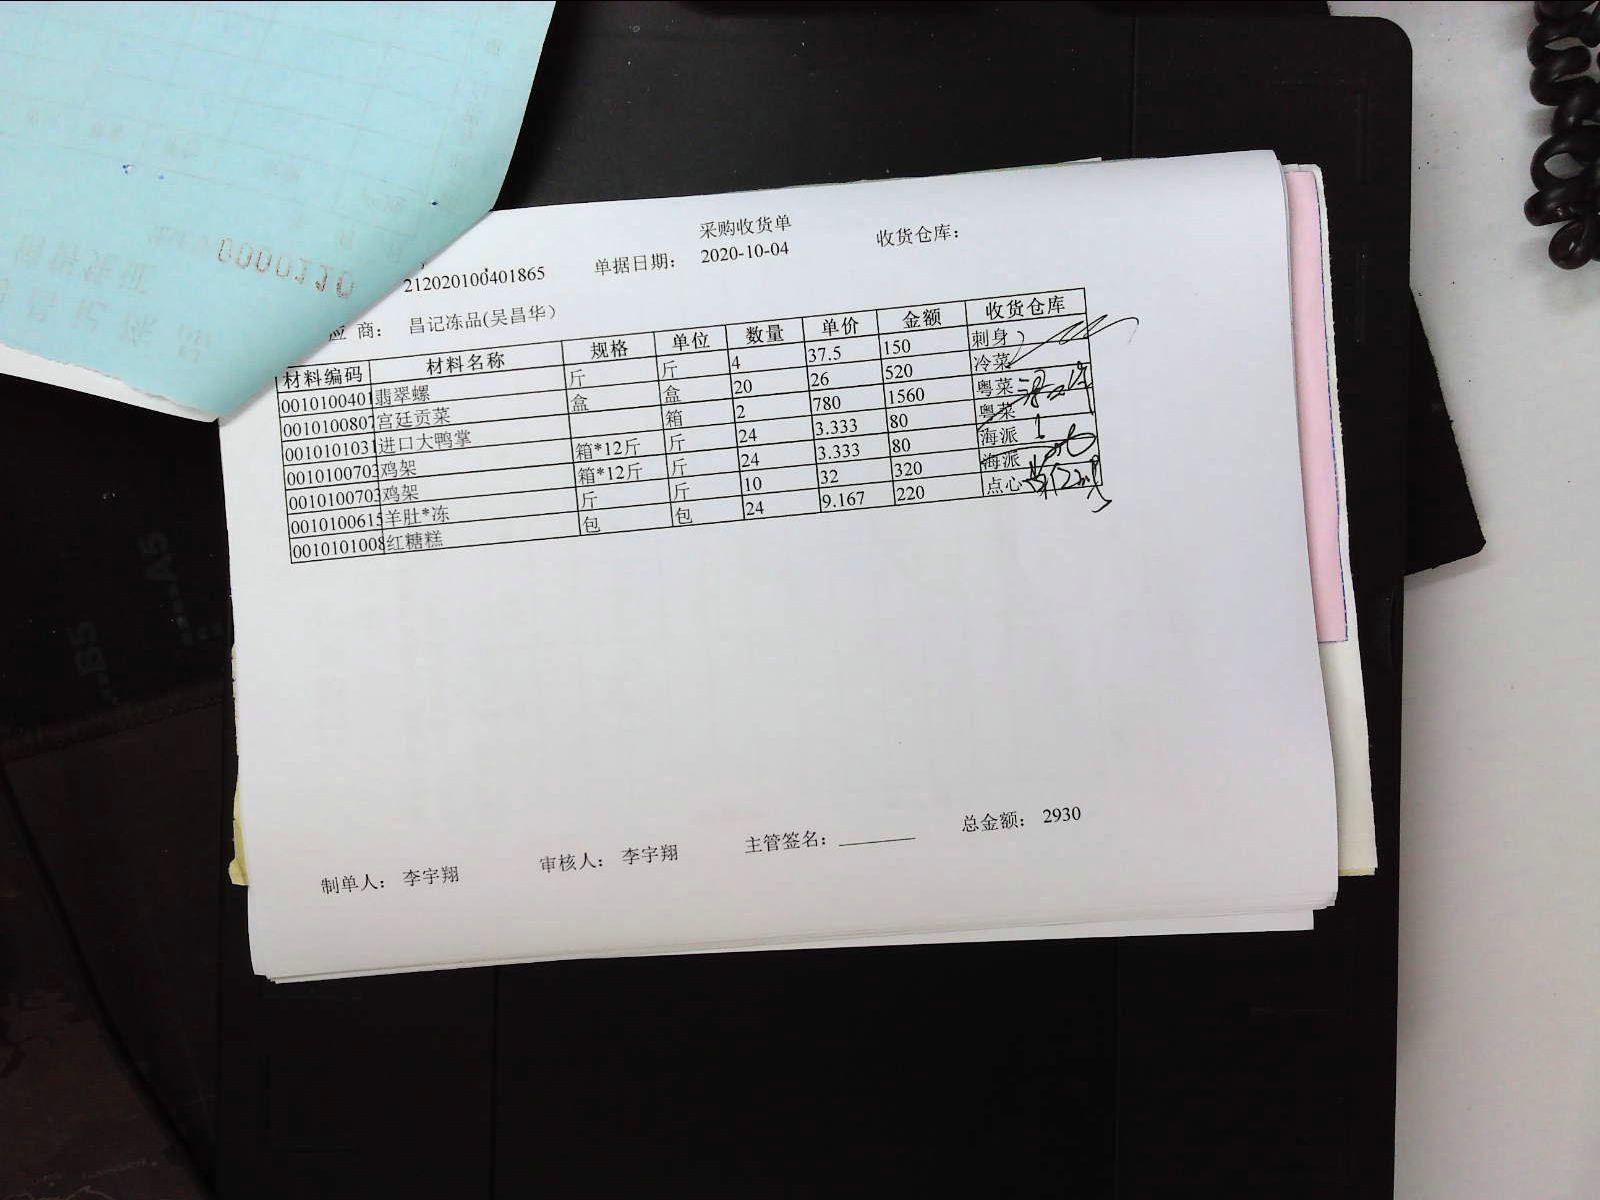 采购收货单
212020100401865 单据日期： 2020-10-04 收货仓库：
应 商： 昌记冻品(吴昌华)
材料编码 材料名称 规格 单位 数量 单价 金额 收货仓库
0010100401 翡翠螺 斤 斤 4 37.5 150 刺身
0010100807 宫廷贡菜 盒 盒 20 26 520 冷菜
0010101031 进口大鸭掌 箱 2 780 1560 粤菜
0010100703 鸡架 箱*12斤 斤 24 3.333 80 粤菜
0010100703 鸡架 箱*12斤 斤 24 3.333 80 海派
0010100615 羊肚*冻 斤 斤 10 32 320 海派
0010101008 红糖糕 包 包 24 9.167 220 点心
制单人： 李宇翔 审核人： 李宇翔 主管签名： 总金额： 2930
0000110